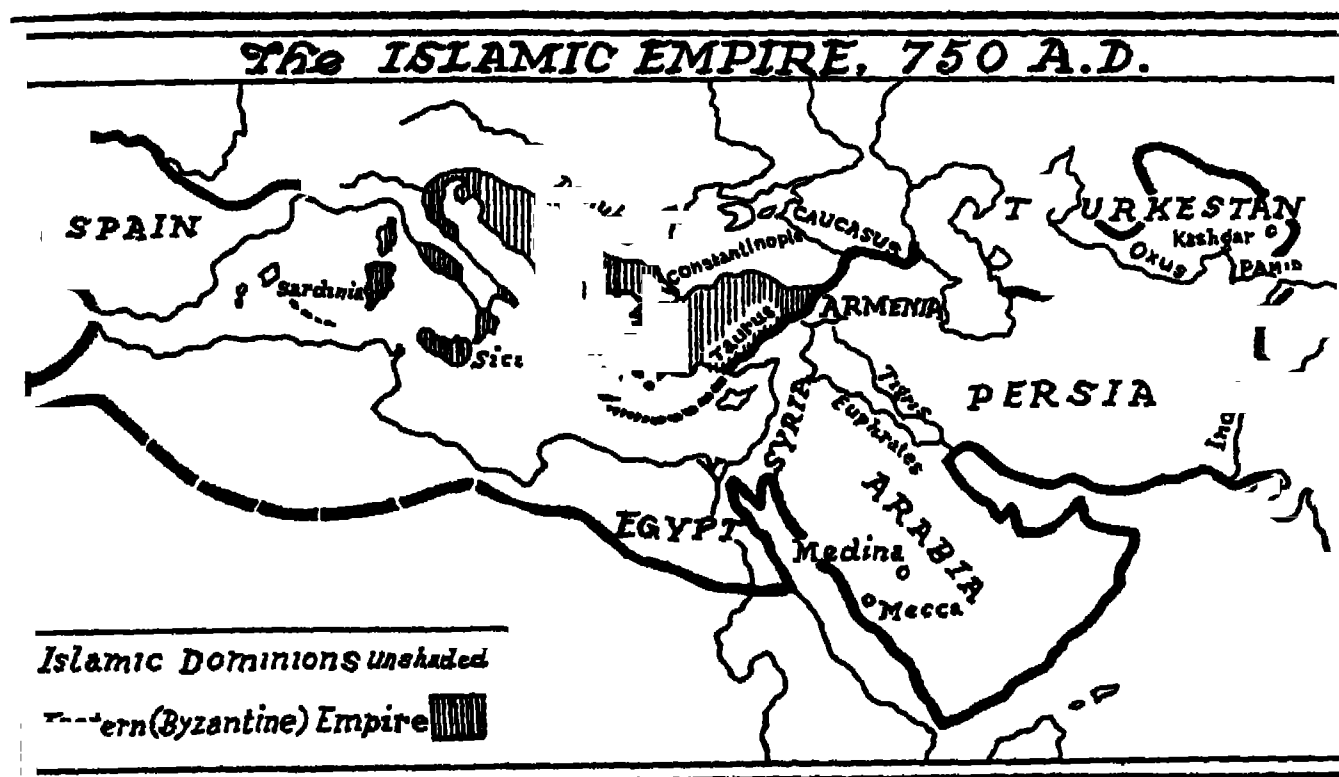 The ISLAMIC EMPIRE, 750 A.D.
SPAIN
Sardinia
Constantinople
CAUCASUS
TURKESTAN
Kashgar
Oxus
ARMENIA
Taurus
SYRIA
Tigris
Euphrates
PERSIA
ARABIA
EGYPT
Medina
Mecca
Islamic Dominions unshaded
(Byzantine) Empire